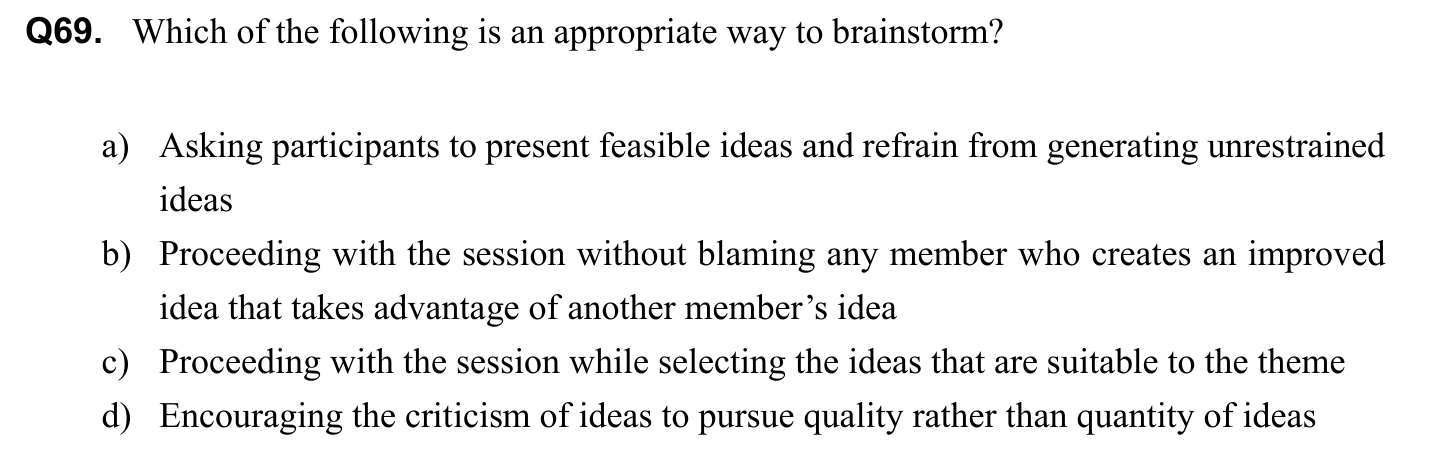 Q69. Which of the following is an appropriate way to brainstorm?
a) Asking participants to present feasible ideas and refrain from generating unrestrained
ideas
b) Proceeding with the session without blaming any member who creates an improved
idea that takes advantage of another member’s idea
c) Proceeding with the session while selecting the ideas that are suitable to the theme
d) Encouraging the criticism of ideas to pursue quality rather than quantity of ideas